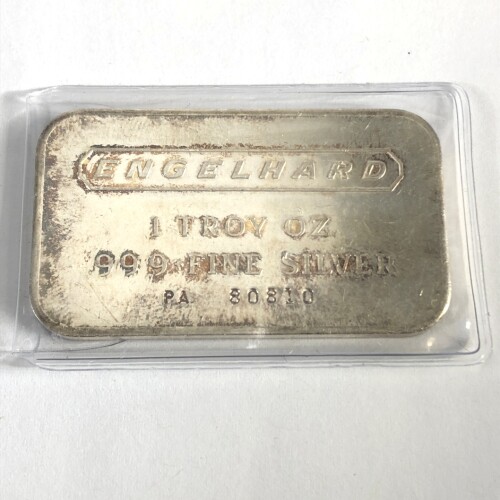 ENGELHARD
1 TROY OZ
999 FINE SILVER
PA 80810